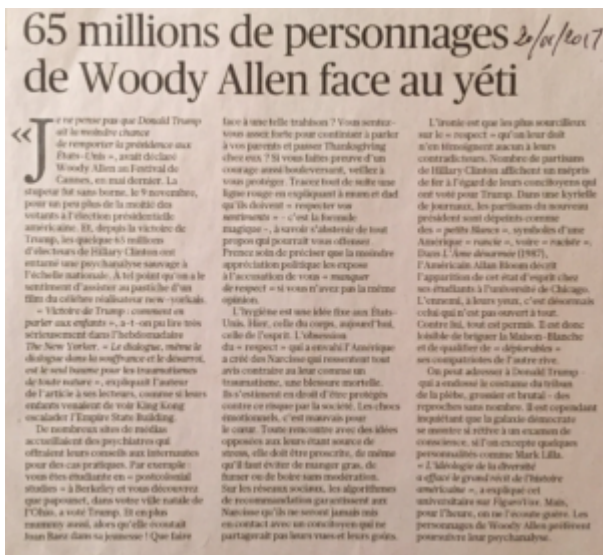 65 millions de personnages
20/01/2017
de Woody Allen face au yéti
« Je ne pense pas que Donald Trump
ait la moindre chance
de remporter la présidence aux
États-Unis », avait déclaré
Woody Allen au Festival de
Cannes, en mai dernier. La
stupeur fut sans borne, le 9 novembre,
pour un peu plus de la moitié des
votants à l'élection présidentielle
américaine. Et, depuis la victoire de
Trump, les quelque 65 millions
d'électeurs de Hillary Clinton ont
entamé une psychanalyse sauvage à
l'échelle nationale. À tel point qu'on a le
sentiment d'assister au pastiche d'un
film du célèbre réalisateur new-yorkais.
« Victoire de Trump : comment en
parler aux enfants », a-t-on pu lire très
sérieusement dans l'hebdomadaire
The New Yorker. « Le dialogue, même le
dialogue dans la souffrance et le désarroi,
est le seul baume pour les traumatismes
de toute nature », expliquait l'auteur
de l'article à ses lecteurs, comme si leurs
enfants venaient de voir King Kong
escalader l'Empire State Building.
De nombreux sites de médias
accueillaient des psychiatres qui
offraient leurs conseils aux internautes
pour des cas pratiques. Par exemple :
vous êtes étudiante en « postcolonial
studies » à Berkeley et vous découvrez
que papounet, dans votre ville natale de
l'Ohio, a voté Trump. Et en plus
mummy aussi, alors qu'elle écoutait
Joan Baez dans sa jeunesse ! Que faire
face à une telle trahison ? Vous sentez-
vous assez forte pour continuer à parler
à vos parents et passer Thanksgiving
chez eux ? Si vous faites preuve d'un
courage aussi bouleversant, veillez à
vous protéger. Tracez tout de suite une
ligne rouge en expliquant à mum et dad
qu'ils doivent « respecter vos
sentiments » - c'est la formule
magique -, à savoir s'abstenir de tout
propos qui pourrait vous offenser.
Prenez soin de préciser que la moindre
appréciation politique les expose
à l'accusation de vous « manquer
de respect » si vous n'avez pas la même
opinion.
L'hygiène est une idée fixe aux États-
Unis. Hier, celle du corps, aujourd'hui,
celle de l'esprit. L'obsession
du « respect » qui a envahi l'Amérique
a créé des Narcisse qui ressentent tout
avis contraire au leur comme un
traumatisme, une blessure mortelle.
Ils s'estiment en droit d'être protégés
contre ce risque par la société. Les chocs
émotionnels, c'est mauvais pour
le cœur. Toute rencontre avec des idées
opposées aux leurs étant source de
stress, elle doit être proscrite, de même
qu'il faut éviter de manger gras, de
fumer ou de boire sans modération.
Sur les réseaux sociaux, les algorithmes
de recommandation garantissent aux
Narcisse qu'ils ne seront jamais mis
en contact avec un concitoyen qui ne
partagerait pas leurs vues et leurs goûts.
L'ironie est que les plus sourcilleux
sur le « respect » qu'on leur doit
n'en témoignent aucun à leurs
contradicteurs. Nombre de partisans
de Hillary Clinton affichent un mépris
de fer à l'égard de leurs concitoyens qui
ont voté pour Trump. Dans une kyrielle
de journaux, les partisans du nouveau
président sont dépeints comme
des « petits Blancs », symboles d'une
Amérique « rancie », voire « raciste ».
Dans L'Âme désarmée (1987),
l'Américain Allan Bloom décrit
l'apparition de cet état d'esprit chez
ses étudiants à l'université de Chicago.
L'ennemi, à leurs yeux, c'est désormais
celui qui n'est pas ouvert à tout.
Contre lui, tout est permis. Il est donc
loisible de briguer la Maison-Blanche
et de qualifier de « déplorables »
ses compatriotes de l'autre rive.
On peut adresser à Donald Trump -
qui a endossé le costume du tribun
de la plèbe, grossier et brutal - des
reproches sans nombre. Il est cependant
inquiétant que la galaxie démocrate
se montre si rétive à un examen de
conscience, si l'on excepte quelques
personnalités comme Mark Lilla.
« L'idéologie de la diversité
a effacé le grand récit de l'histoire
américaine », a expliqué cet
universitaire sur FigaroVox. Mais,
pour l'heure, on ne l'écoute guère. Les
personnages de Woody Allen préfèrent
poursuivre leur psychanalyse.